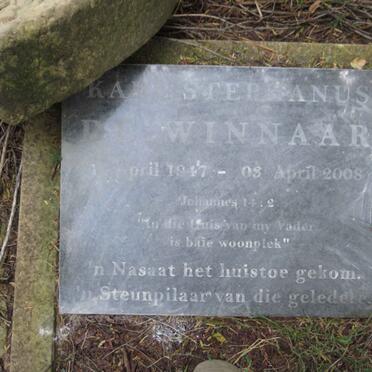 STEPHANUS
DE WINNAAR
April 1947 - 03 April 2008
Johannes 14:2
"In die Huis van my Vader
is baie woonplek"
'n Nasaat het huistoe gekom.
'n Steunpilaar van die geledere